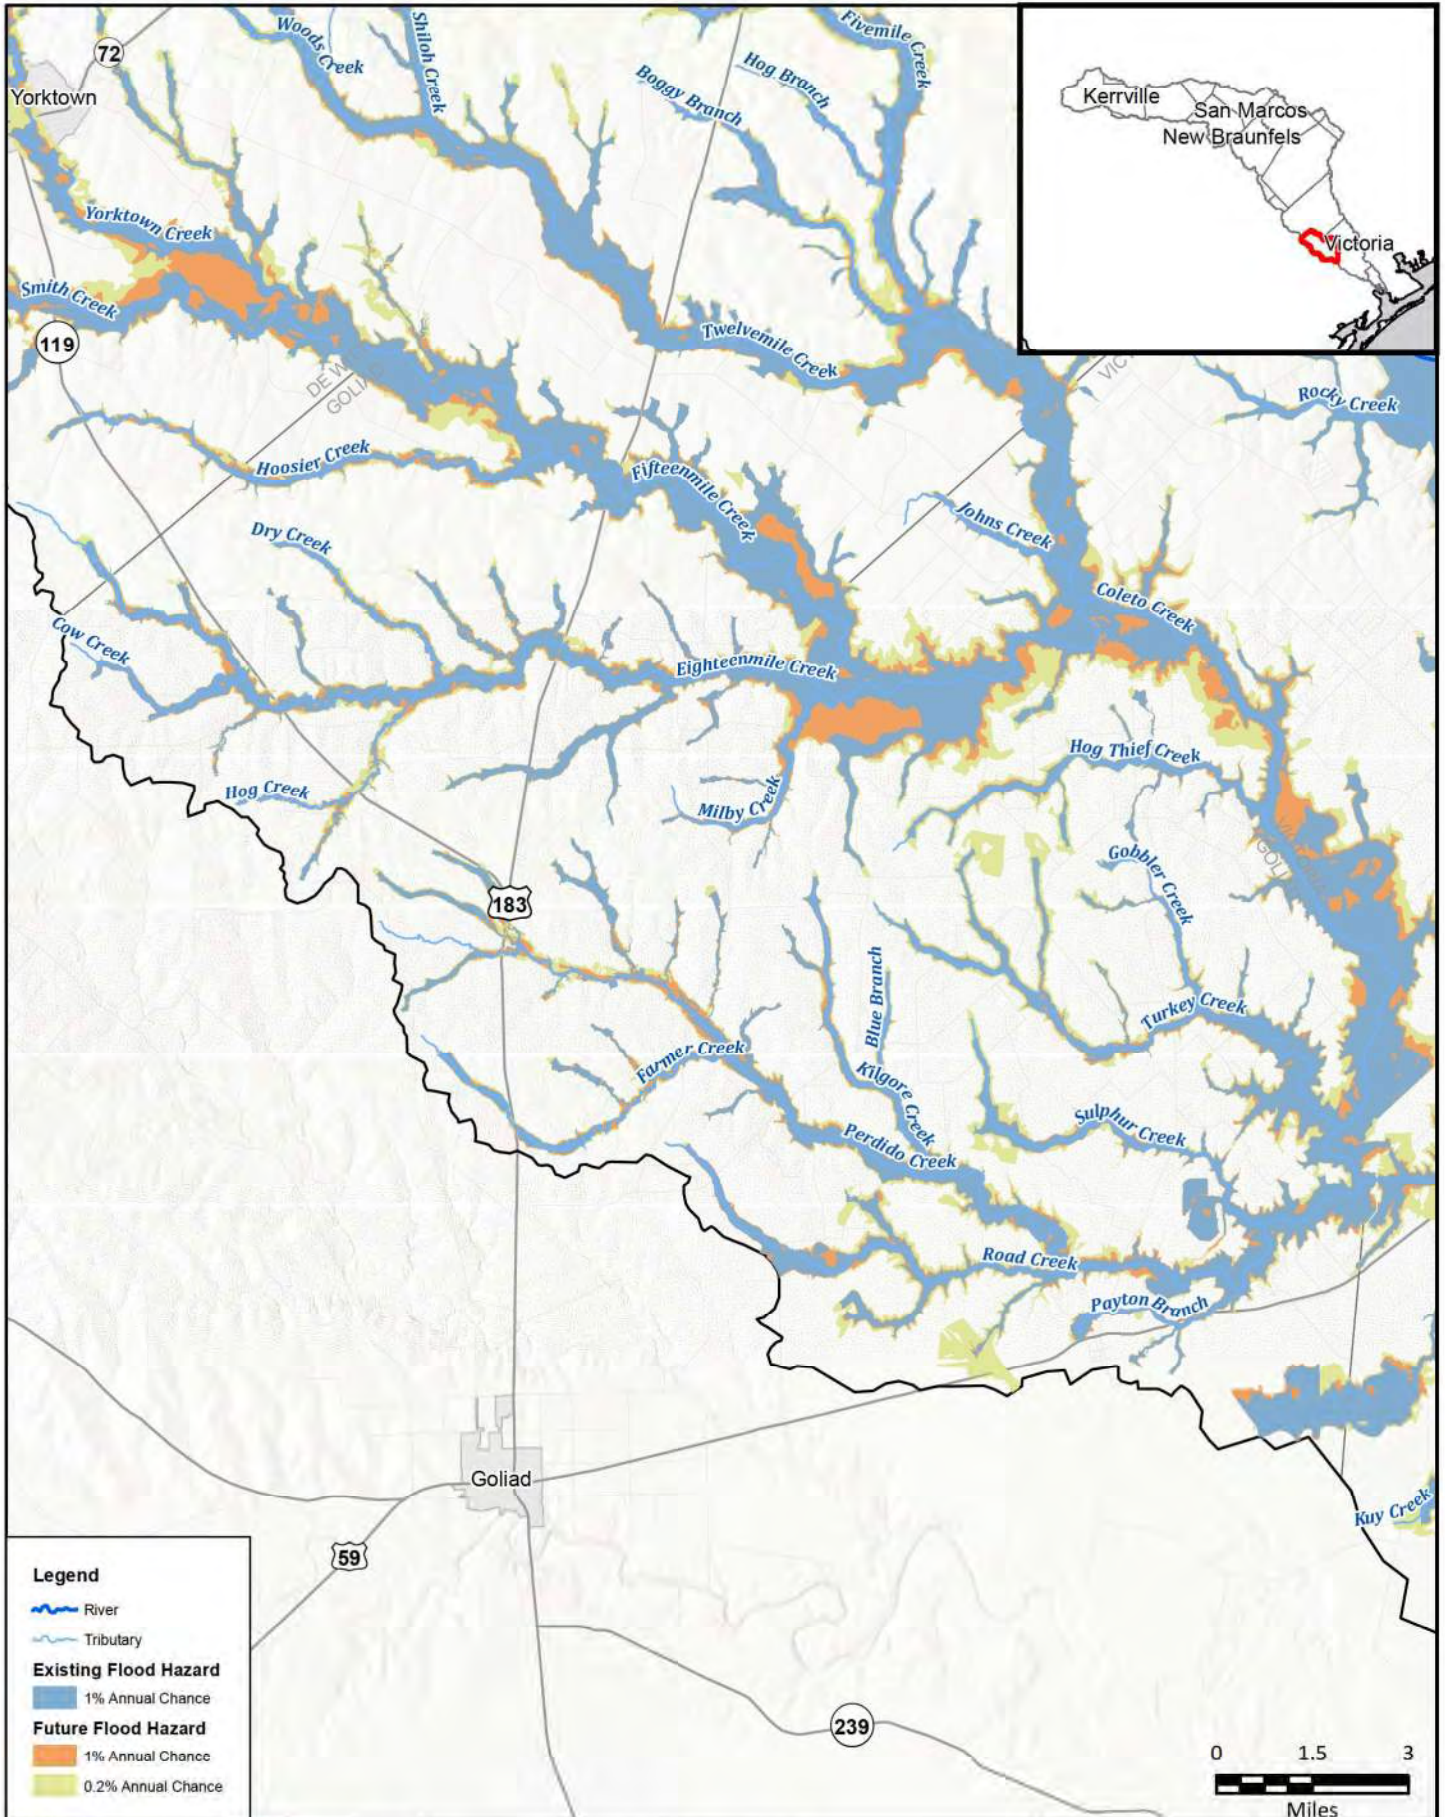 72
Yorktown
Woods Creek
Shiloh Creek
Fivemile Creek
Hog Branch
Boggy Branch
Kerrville
San Marcos
New Braunfels
Victoria
Yorktown Creek
Smith Creek
119
Twelvemile Creek
Rocky Creek
DE W
GOLIAD
VIC
Hoosier Creek
Fifteenmile Creek
Dry Creek
Johns Creek
Coleto Creek
Cow Creek
Eighteenmile Creek
Hog Thief Creek
Hog Creek
Milby Creek
Gobbler Creek
183
Blue Branch
Turkey Creek
Farmer Creek
Kilgore Creek
Sulphur Creek
Perdido Creek
Road Creek
Payton Branch
Goliad
Kuy Creek
59
239
Legend
River
Tributary
Existing Flood Hazard
1% Annual Chance
Future Flood Hazard
1% Annual Chance
0.2% Annual Chance
0 1.5 3
Miles